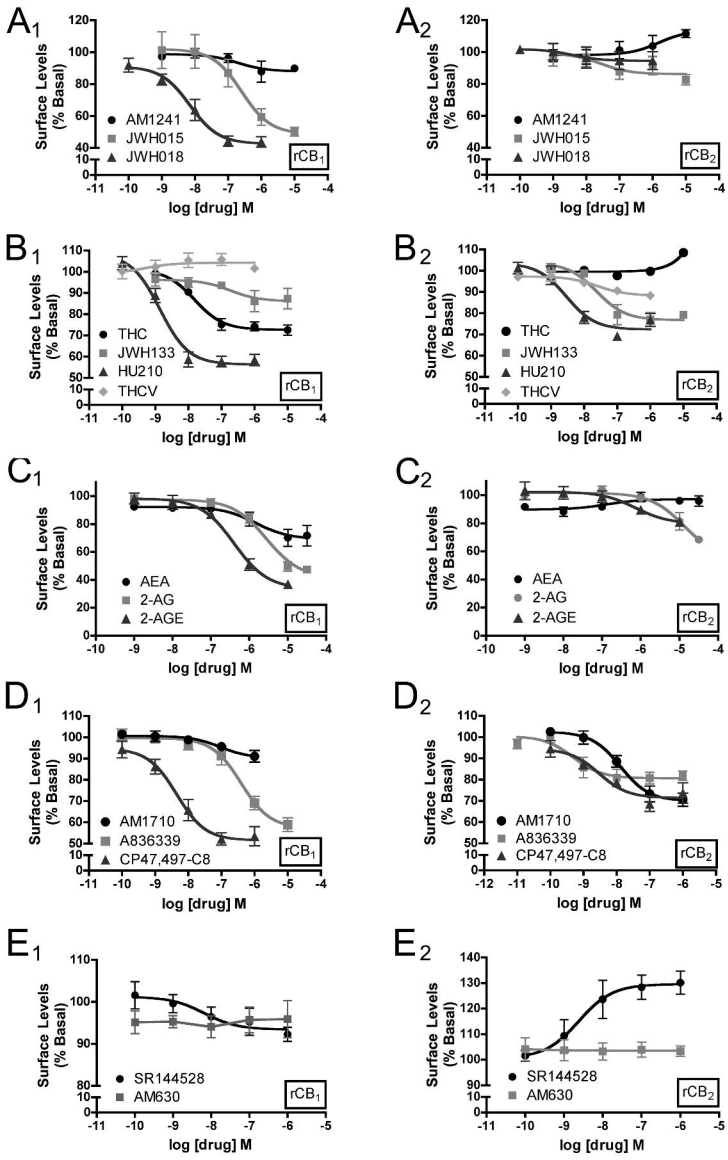 A1
Surface Levels
(% Basal)
120
100
80
60
40
10
0
AM1241
JWH015
JWH018
rCB1
-11 -10 -9 -8 -7 -6 -5 -4
log [drug] M
A2
Surface Levels
(% Basal)
120
100
80
60
40
10
0
AM1241
JWH015
JWH018
rCB2
-11 -10 -9 -8 -7 -6 -5 -4
log [drug] M
B1
Surface Levels
(% Basal)
110
100
90
80
70
60
50
10
0
THC
JWH133
HU210
THCV
rCB1
-11 -10 -9 -8 -7 -6 -5 -4
log [drug] M
B2
Surface Levels
(% Basal)
110
100
90
80
70
60
50
10
0
THC
JWH133
HU210
THCV
rCB2
-11 -10 -9 -8 -7 -6 -5 -4
log [drug] M
C1
Surface Levels
(% Basal)
100
80
60
40
20
0
AEA
2-AG
2-AGE
rCB1
-10 -9 -8 -7 -6 -5 -4
log [drug] M
C2
Surface Levels
(% Basal)
100
80
60
40
20
0
AEA
2-AG
2-AGE
rCB2
-10 -9 -8 -7 -6 -5 -4
log [drug] M
D1
Surface Levels
(% Basal)
110
100
90
80
70
60
50
10
0
AM1710
A836339
CP47,497-C8
rCB1
-11 -10 -9 -8 -7 -6 -5 -4
log [drug] M
D2
Surface Levels
(% Basal)
110
100
90
80
70
60
50
10
0
AM1710
A836339
CP47,497-C8
rCB2
-12 -11 -10 -9 -8 -7 -6 -5
log [drug] M
E1
Surface Levels
(% Basal)
110
100
90
80
SR144528
AM630
rCB1
-11 -10 -9 -8 -7 -6 -5
log [drug] M
E2
Surface Levels
(% Basal)
140
130
120
110
100
90
SR144528
AM630
rCB2
-11 -10 -9 -8 -7 -6 -5
log [drug] M